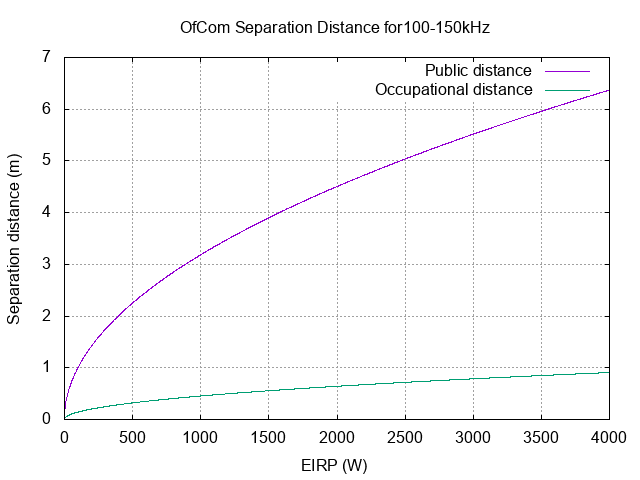 OfCom Separation Distance for100-150kHz
Public distance
Occupational distance
Separation distance (m)
7
6
5
4
3
2
1
0
0 500 1000 1500 2000 2500 3000 3500 4000
EIRP (W)